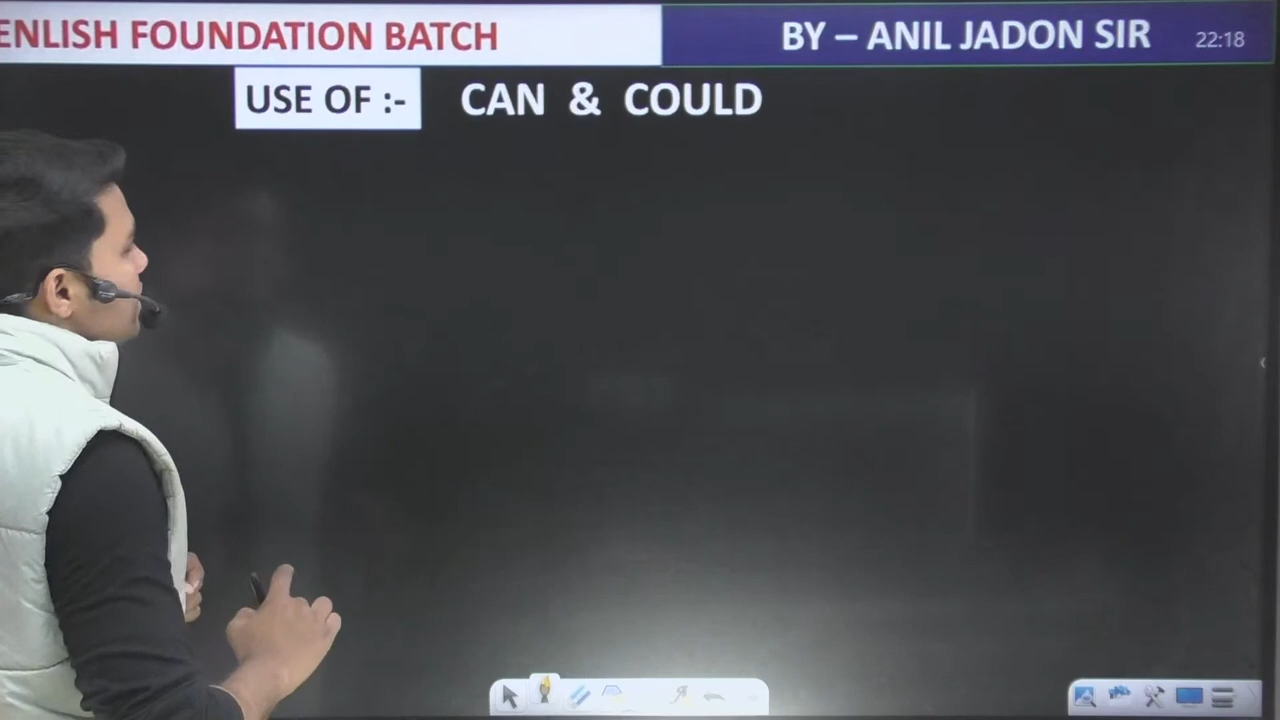 ENLISH FOUNDATION BATCH BY – ANIL JADON SIR 22:18
USE OF :- CAN & COULD